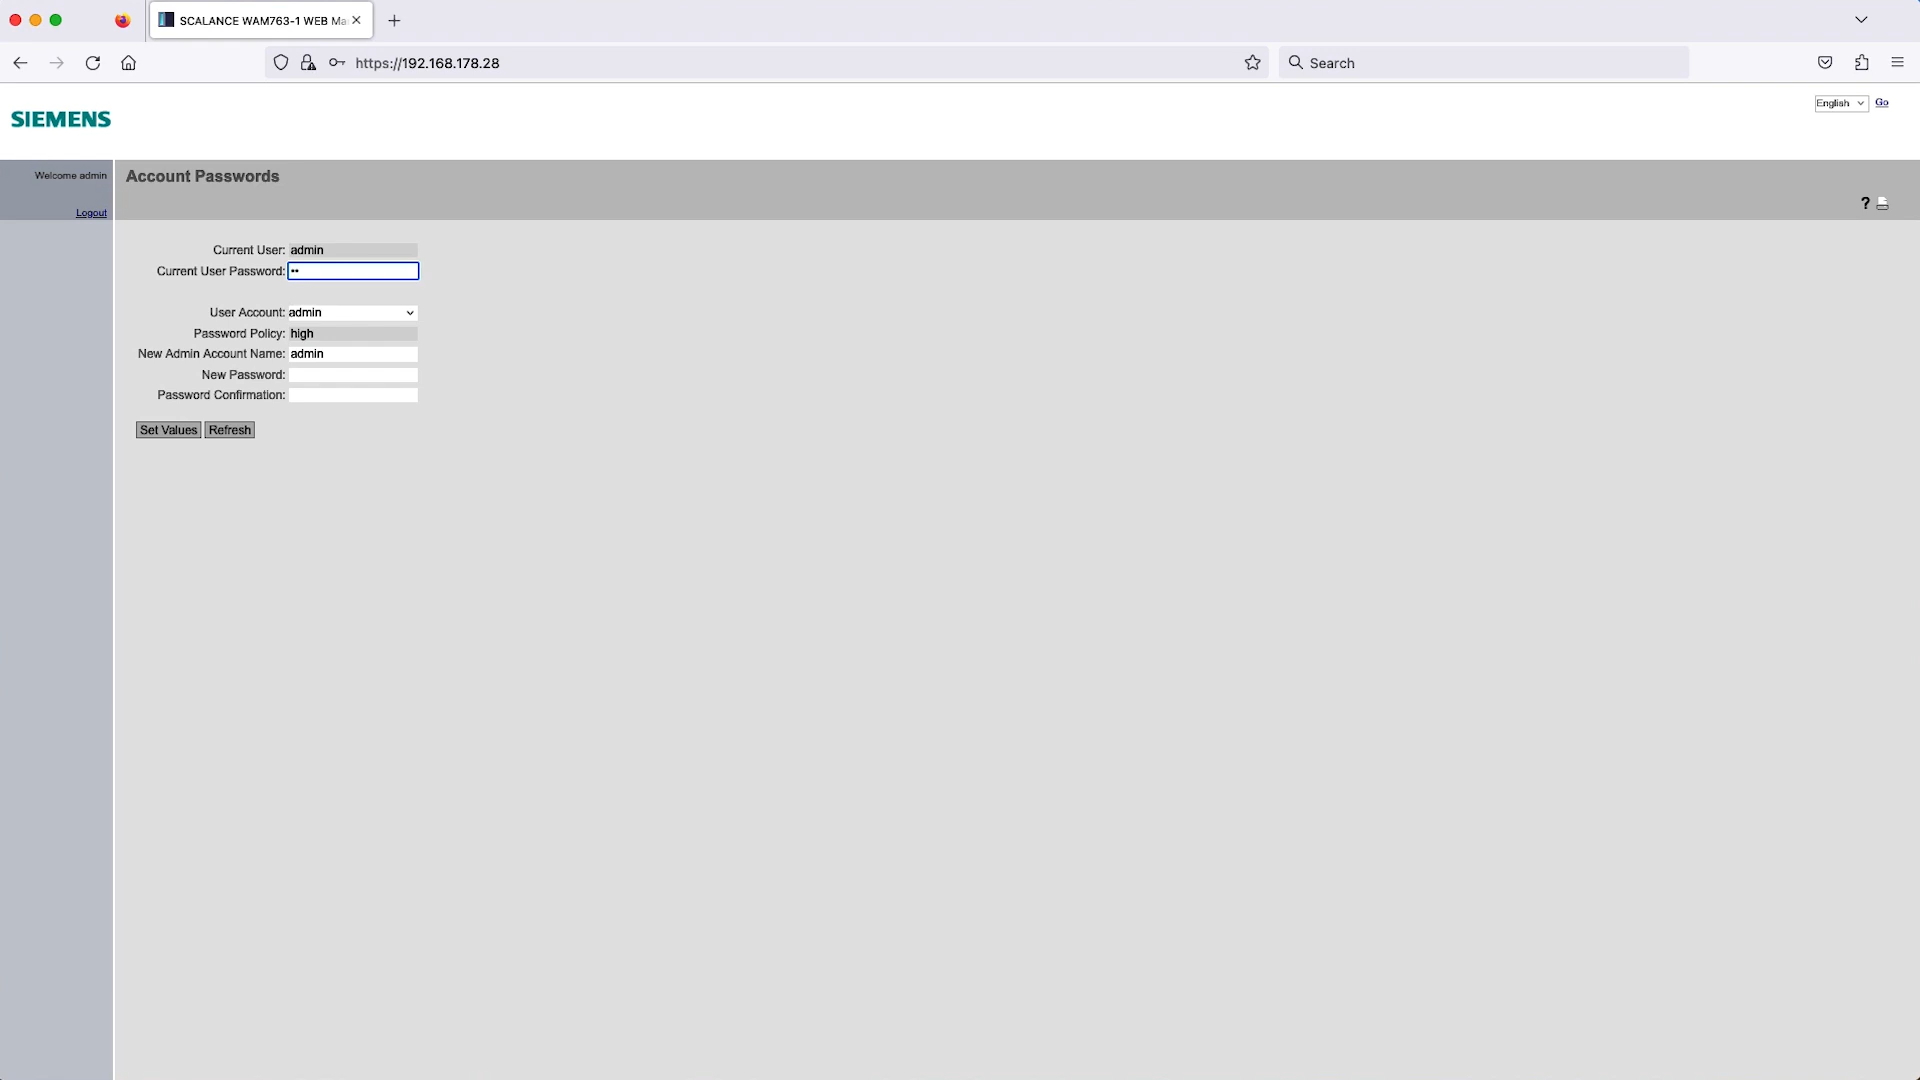 SCALANCE WAM763-1 WEB Ma
https://192.168.178.28
Search
SIEMENS
English
Go
Welcome admin
Account Passwords
Logout
?
Current User: admin
Current User Password: ••
User Account: admin
Password Policy: high
New Admin Account Name: admin
New Password:
Password Confirmation:
Set Values Refresh